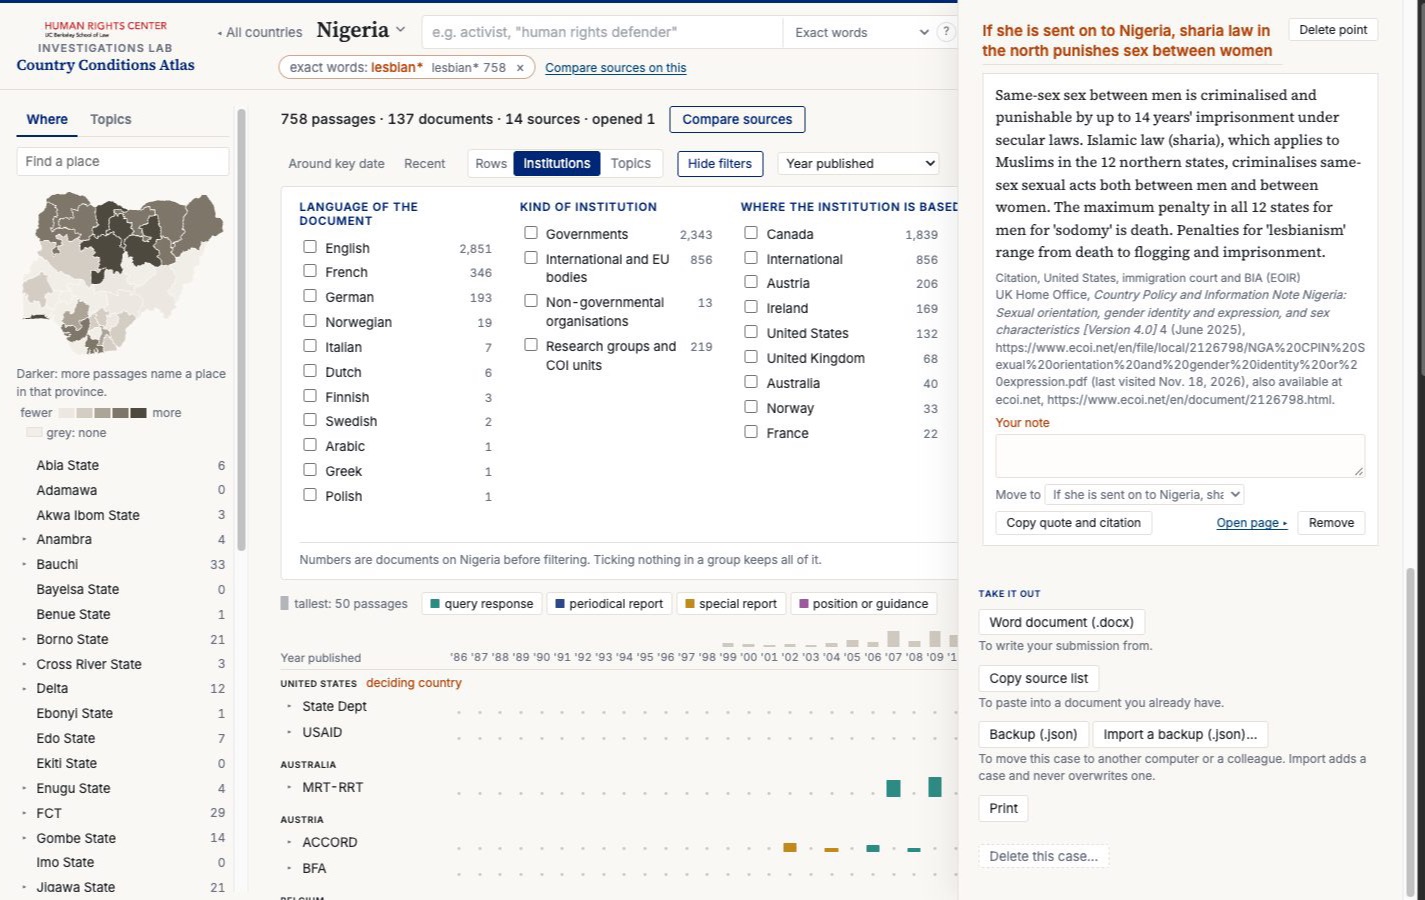 HUMAN RIGHTS CENTER
UC Berkeley School of Law
INVESTIGATIONS LAB
Country Conditions Atlas
All countries
Nigeria
e.g. activist, "human rights defender"
Exact words
?
exact words: lesbian* lesbian* 758 ×
Compare sources on this
Where
Topics
Find a place
Darker: more passages name a place
in that province.
fewer more
grey: none
Abia State 6
Adamawa 0
Akwa Ibom State 3
Anambra 4
Bauchi 33
Bayelsa State 0
Benue State 1
Borno State 21
Cross River State 3
Delta 12
Ebonyi State 1
Edo State 7
Ekiti State 0
Enugu State 4
FCT 29
Gombe State 14
Imo State 0
Jigawa State 21
758 passages · 137 documents · 14 sources · opened 1
Compare sources
Around key date
Recent
Rows
Institutions
Topics
Hide filters
Year published
LANGUAGE OF THE
DOCUMENT
English 2,851
French 346
German 193
Norwegian 19
Italian 7
Dutch 6
Finnish 3
Swedish 2
Arabic 1
Greek 1
Polish 1
KIND OF INSTITUTION
Governments 2,343
International and EU 856
bodies
Non-governmental 13
organisations
Research groups and 219
COI units
WHERE THE INSTITUTION IS BASED
Canada 1,839
International 856
Austria 206
Ireland 169
United States 132
United Kingdom 68
Australia 40
Norway 33
France 22
Numbers are documents on Nigeria before filtering. Ticking nothing in a group keeps all of it.
tallest: 50 passages
query response
periodical report
special report
position or guidance
Year published
'86 '87 '88 '89 '90 '91 '92 '93 '94 '95 '96 '97 '98 '99 '00 '01 '02 '03 '04 '05 '06 '07 '08 '09 '1
UNITED STATES deciding country
State Dept
USAID
AUSTRALIA
MRT-RRT
AUSTRIA
ACCORD
BFA
BELGIUM
If she is sent on to Nigeria, sharia law in
the north punishes sex between women
Delete point
Same-sex sex between men is criminalised and
punishable by up to 14 years' imprisonment under
secular laws. Islamic law (sharia), which applies to
Muslims in the 12 northern states, criminalises same-
sex sexual acts both between men and between
women. The maximum penalty in all 12 states for
men for 'sodomy' is death. Penalties for 'lesbianism'
range from death to flogging and imprisonment.
Citation, United States, immigration court and BIA (EOIR)
UK Home Office, Country Policy and Information Note Nigeria:
Sexual orientation, gender identity and expression, and sex
characteristics [Version 4.0] 4 (June 2025),
https://www.ecoi.net/en/file/local/2126798/NGA%20CPIN%20S
exual%20orientation%20and%20gender%20identity%20or%2
0expression.pdf (last visited Nov. 18, 2026), also available at
ecoi.net, https://www.ecoi.net/en/document/2126798.html.
Your note
Move to
If she is sent on to Nigeria, sha
Copy quote and citation
Open page
Remove
TAKE IT OUT
Word document (.docx)
To write your submission from.
Copy source list
To paste into a document you already have.
Backup (.json)
Import a backup (.json)...
To move this case to another computer or a colleague. Import adds a
case and never overwrites one.
Print
Delete this case...